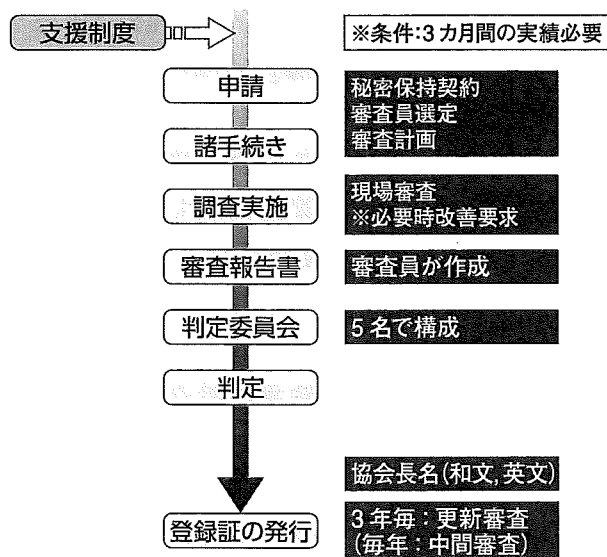 支援制度
※条件:3カ月間の実績必要
申請
秘密保持契約
審査員選定
審査計画
諸手続き
調査実施
現場審査
※必要時改善要求
審査報告書
審査員が作成
判定委員会
5名で構成
判定
協会長名(和文,英文)
登録証の発行
3年毎：更新審査
(毎年：中間審査)